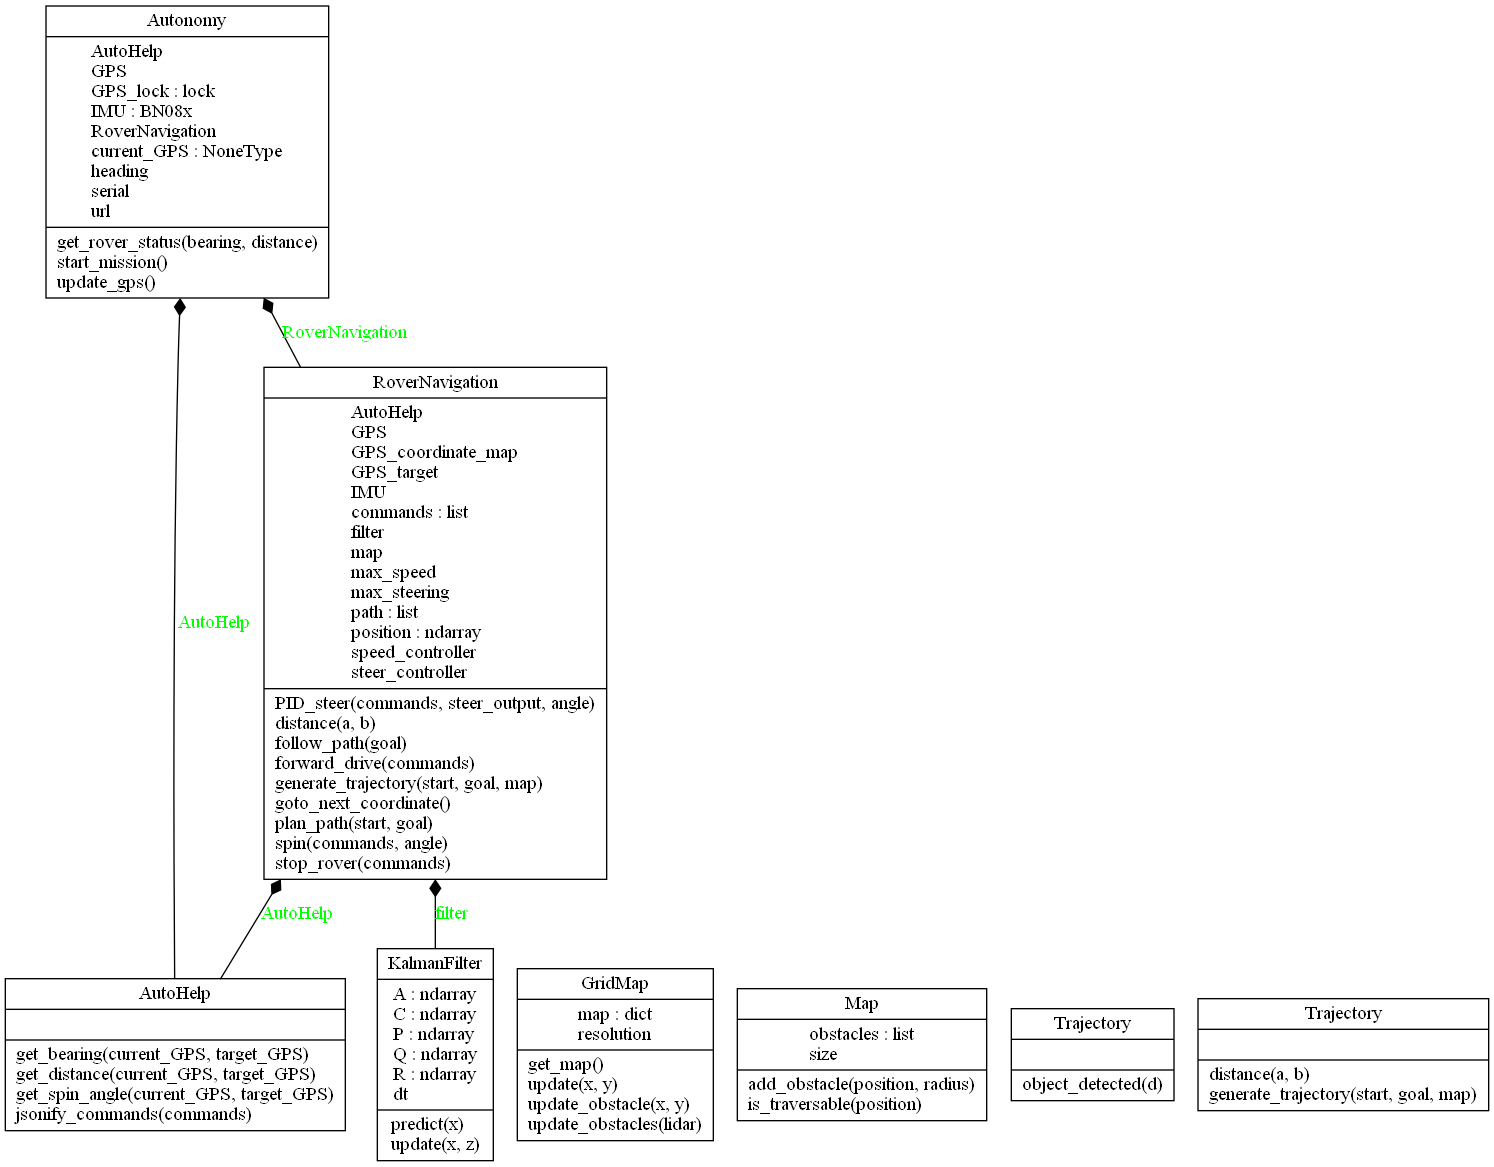 Autonomy
AutoHelp
GPS
GPS_lock : lock
IMU : BN08x
RoverNavigation
current_GPS : NoneType
heading
serial
url
get_rover_status(bearing, distance)
start_mission()
update_gps()
RoverNavigation
RoverNavigation
AutoHelp
GPS
GPS_coordinate_map
GPS_target
IMU
commands : list
filter
map
max_speed
max_steering
path : list
position : ndarray
speed_controller
steer_controller
PID_steer(commands, steer_output, angle)
distance(a, b)
follow_path(goal)
forward_drive(commands)
generate_trajectory(start, goal, map)
goto_next_coordinate()
plan_path(start, goal)
spin(commands, angle)
stop_rover(commands)
AutoHelp
AutoHelp
filter
AutoHelp
get_bearing(current_GPS, target_GPS)
get_distance(current_GPS, target_GPS)
get_spin_angle(current_GPS, target_GPS)
jsonify_commands(commands)
KalmanFilter
A : ndarray
C : ndarray
P : ndarray
Q : ndarray
R : ndarray
dt
predict(x)
update(x, z)
GridMap
map : dict
resolution
get_map()
update(x, y)
update_obstacle(x, y)
update_obstacles(lidar)
Map
obstacles : list
size
add_obstacle(position, radius)
is_traversable(position)
Trajectory
object_detected(d)
Trajectory
distance(a, b)
generate_trajectory(start, goal, map)